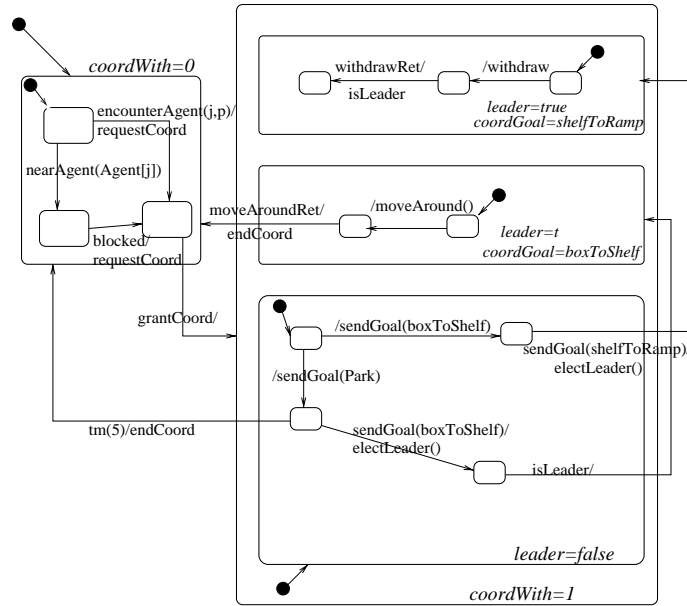 coordWith=0
withdrawRet/
/withdraw
isLeader
leader=true
coordGoal=shelfToRamp
encounterAgent(j,p)/
requestCoord
nearAgent(Agent[j])
blocked/
requestCoord
moveAroundRet/
endCoord
/moveAround()
leader=t
coordGoal=boxToShelf
grantCoord/
/sendGoal(boxToShelf)
sendGoal(shelfToRamp)/
electLeader()
/sendGoal(Park)
tm(5)/endCoord
sendGoal(boxToShelf)/
electLeader()
isLeader/
leader=false
coordWith=1